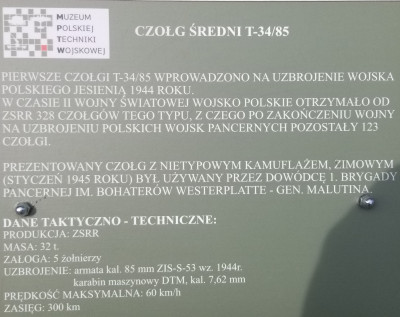 MUZEUM
POLSKIEJ
TECHNIKI
WOJSKOWEJ
CZOŁG ŚREDNI T-34/85
PIERWSZE CZOŁGI T-34/85 WPROWADZONO NA UZBROJENIE WOJSKA
POLSKIEGO JESIENIĄ 1944 ROKU.
W CZASIE II WOJNY ŚWIATOWEJ WOJSKO POLSKIE OTRZYMAŁO OD
ZSRR 328 CZOŁGÓW TEGO TYPU, Z CZEGO PO ZAKOŃCZENIU WOJNY
NA UZBROJENIU POLSKICH WOJSK PANCERNYCH POZOSTAŁY 123
CZOŁGI.
PREZENTOWANY CZOŁG Z NIETYPOWYM KAMUFLAŻEM, ZIMOWYM
(STYCZEŃ 1945 ROKU) BYŁ UŻYWANY PRZEZ DOWÓDCĘ 1. BRYGADY
PANCERNEJ IM. BOHATERÓW WESTERPLATTE - GEN. MALUTINA.
DANE TAKTYCZNO - TECHNICZNE:
PRODUKCJA: ZSRR
MASA: 32 t.
ZAŁOGA: 5 żołnierzy
UZBROJENIE: armata kal. 85 mm ZIS-S-53 wz. 1944r.
karabin maszynowy DTM, kal. 7,62 mm
PRĘDKOŚĆ MAKSYMALNA: 60 km/h
ZASIĘG: 300 km